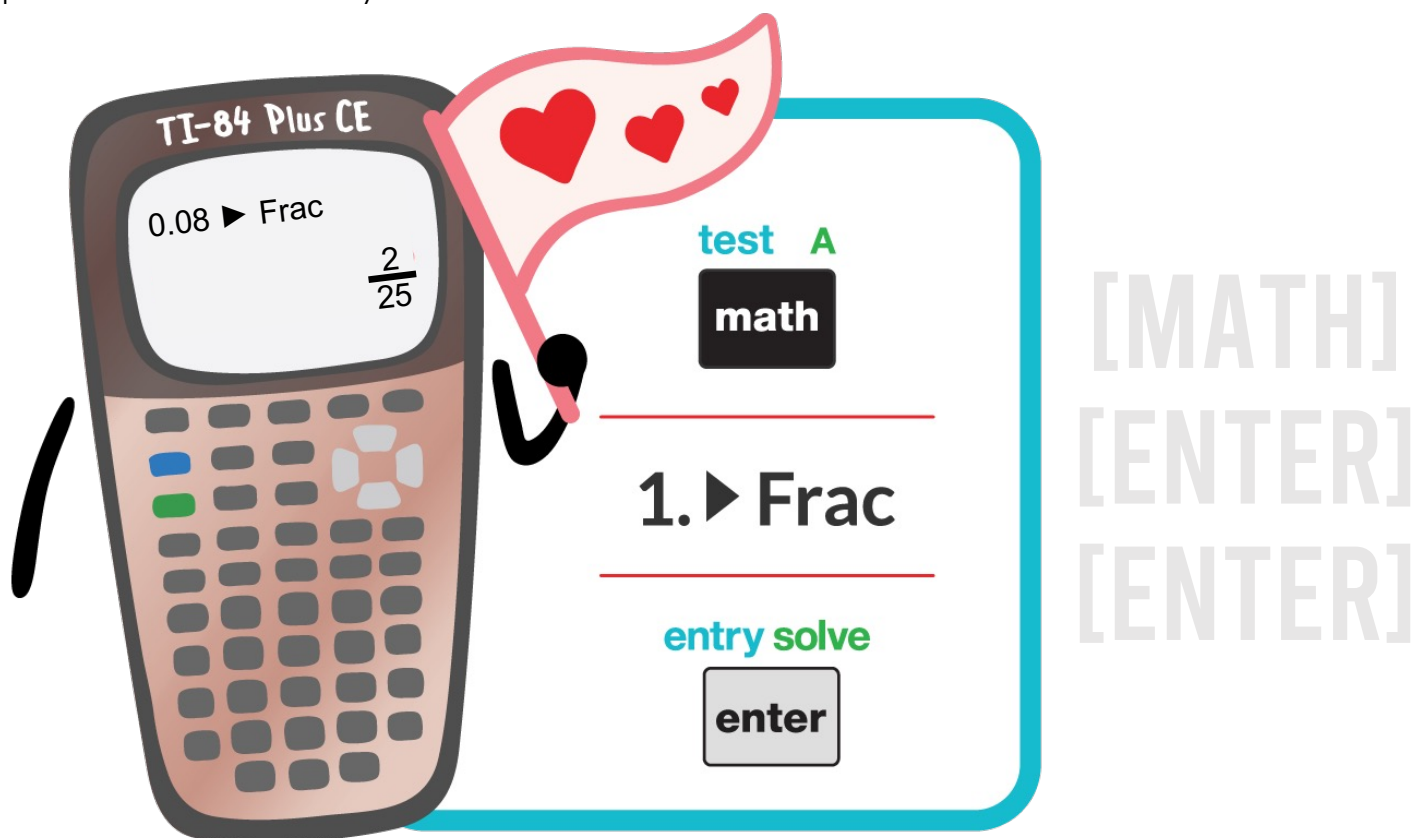 TI-84 Plus CE
0.08 ► Frac
2
25
test A
math
1. ► Frac
entry solve
enter
[MATH]
[ENTER]
[ENTER]